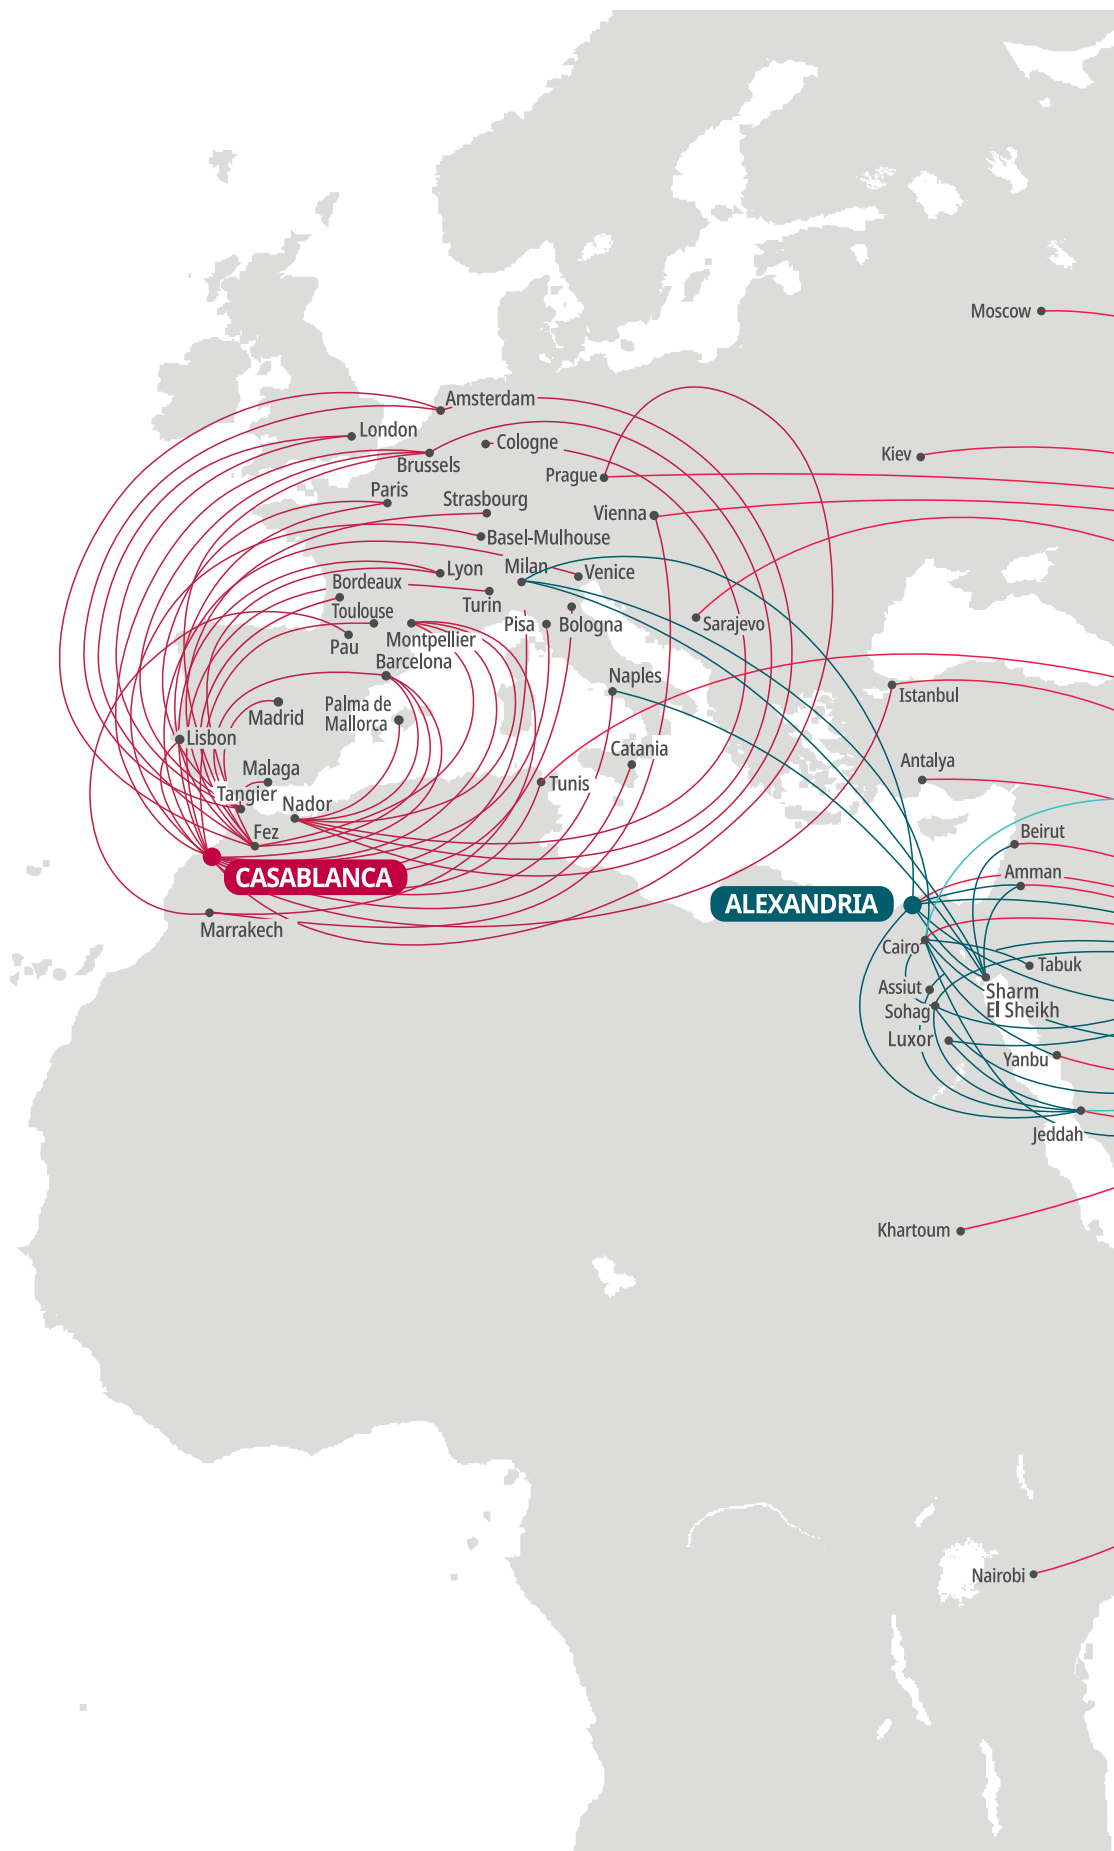 Moscow
Amsterdam
London
Cologne
Brussels
Kiev
Prague
Paris
Strasbourg
Vienna
Basel-Mulhouse
Milan
Venice
Lyon
Bordeaux
Turin
Toulouse
Pisa
Bologna
Sarajevo
Montpellier
Pau
Barcelona
Naples
Istanbul
Madrid
Palma de
Mallorca
Lisbon
Catania
Antalya
Malaga
Tunis
Tangier
Nador
Fez
Beirut
CASABLANCA
Amman
ALEXANDRIA
Marrakech
Cairo
Tabuk
Assiut
Sharm
El Sheikh
Sohag
Luxor
Yanbu
Jeddah
Khartoum
Nairobi